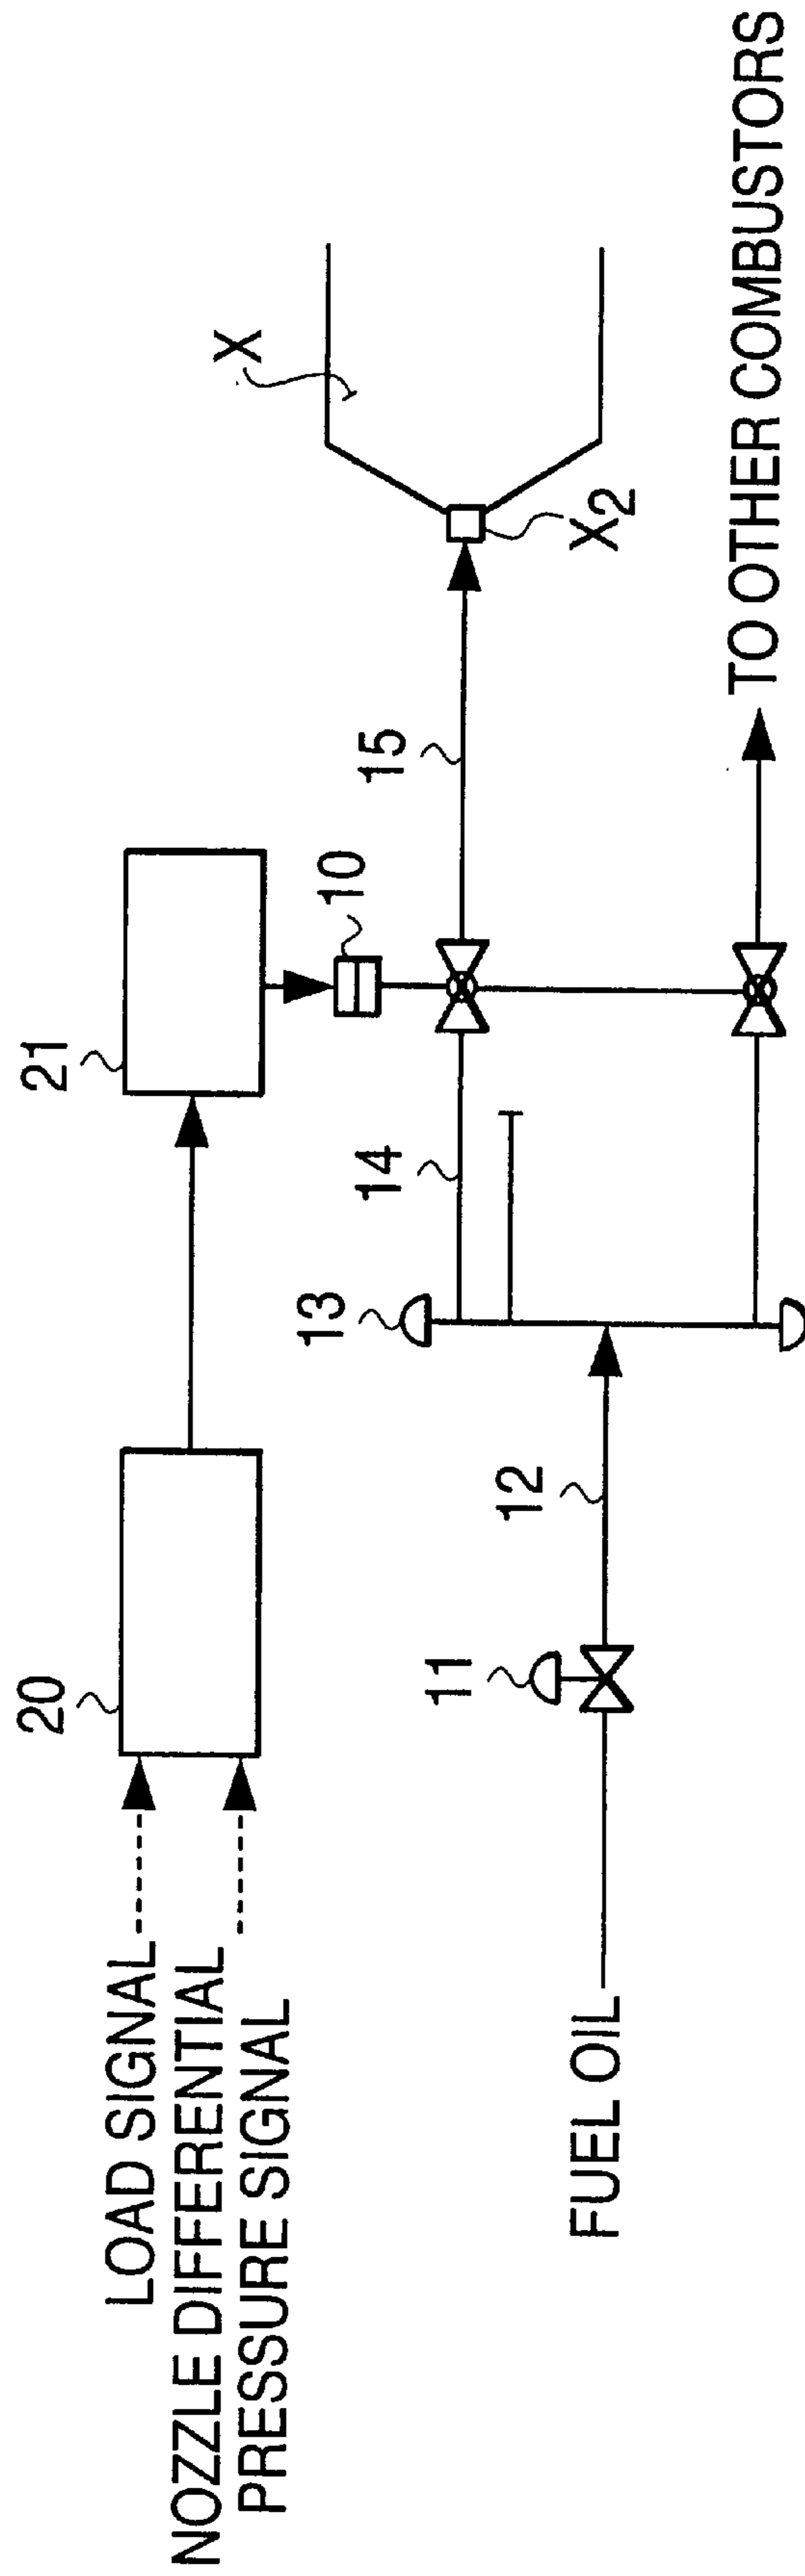 LOAD SIGNAL
NOZZLE DIFFERENTIAL
PRESSURE SIGNAL
20
21
10
X
FUEL OIL
11
12
13
14
15
X2
TO OTHER COMBUSTORS